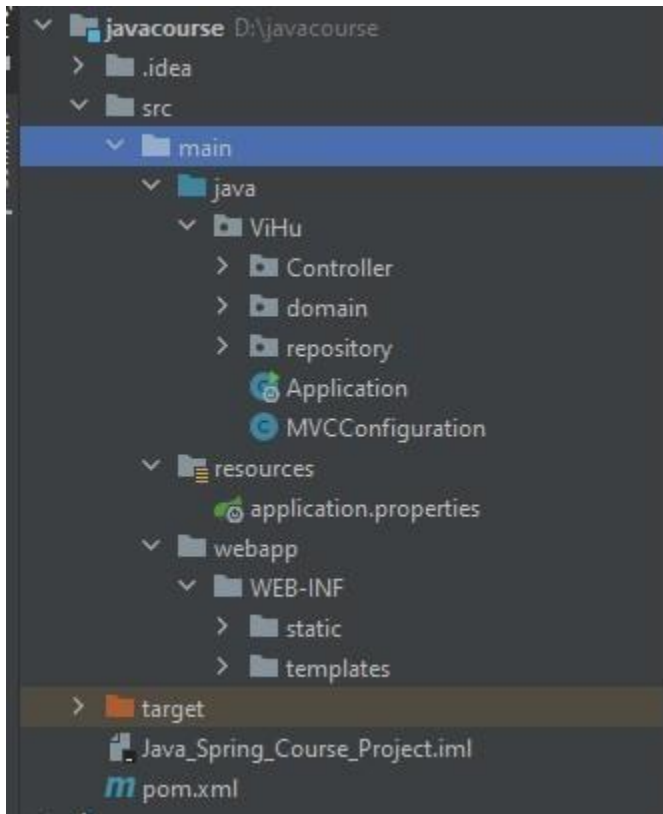 javacourse D:\javacourse
.idea
src
main
java
ViHu
Controller
domain
repository
Application
MVCConfiguration
resources
application.properties
webapp
WEB-INF
static
templates
target
Java_Spring_Course_Project.iml
pom.xml